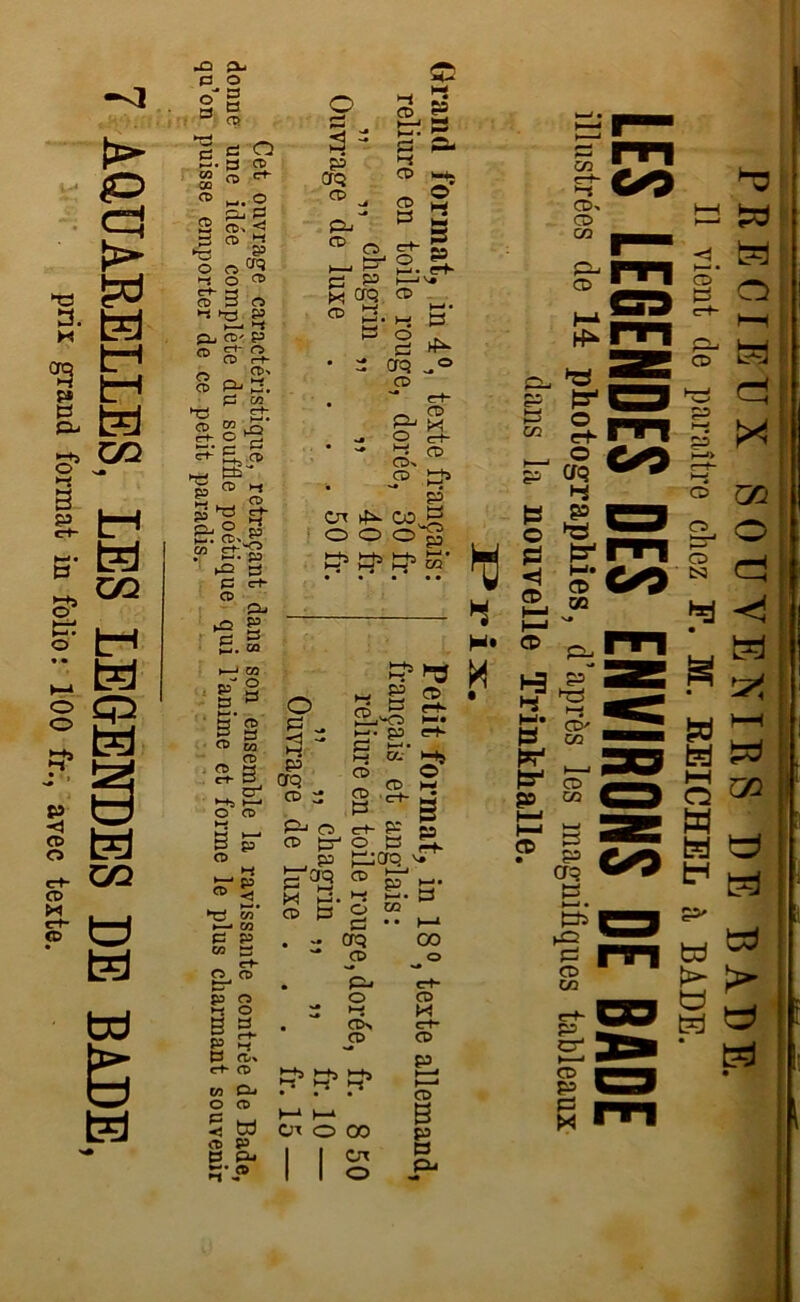 PRECIEUX SOUVENIRS DE BADE.
Il vient de paraître chez F. M. REICHEL à BADE.
LES LEGENDES DES ENVIRONS DE BADE
illustrées de 14 photographies, d'après les magnifiques tableaux
dans la nouvelle Trinkhalle.
Prix.
Grand format, in 4°, texte français:
reliure en toile rouge, dorée, 30 fr.
„ „ chagrin „ „ 40 fr.
Ouvrage de luxe . . . . 50 fr.
Petit format, in 18°, texte allemand,
français et anglais:
reliure en toile rouge, dorée, fr. 8 50
„ „ chagrin „ „ fr. 10 —
Ouvrage de luxe . . . fr. 15 —
Cet ouvrage caractéristique, retraçant dans son ensemble la ravissante contrée de Bade,
donne une idée complète du souffle poétique qui l'anime et forme le plus charmant souvenir
qu'on puisse emporter de ce petit paradis.
7 AQUARELLES, LES LEGENDES DE BADE,
prix grand format in folio: 100 fr., avec texte.